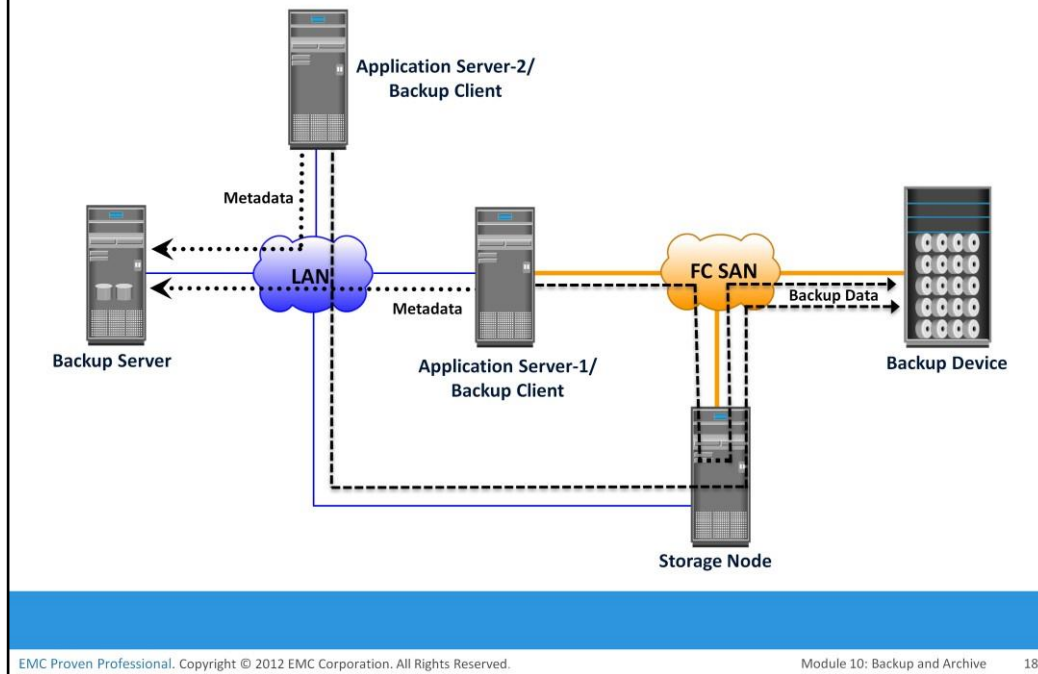 Application Server-2/
Backup Client
Metadata
LAN
FC SAN
Backup Data
Metadata
Backup Server
Application Server-1/
Backup Client
Backup Device
Storage Node
EMC Proven Professional. Copyright © 2012 EMC Corporation. All Rights Reserved.
Module 10: Backup and Archive 18